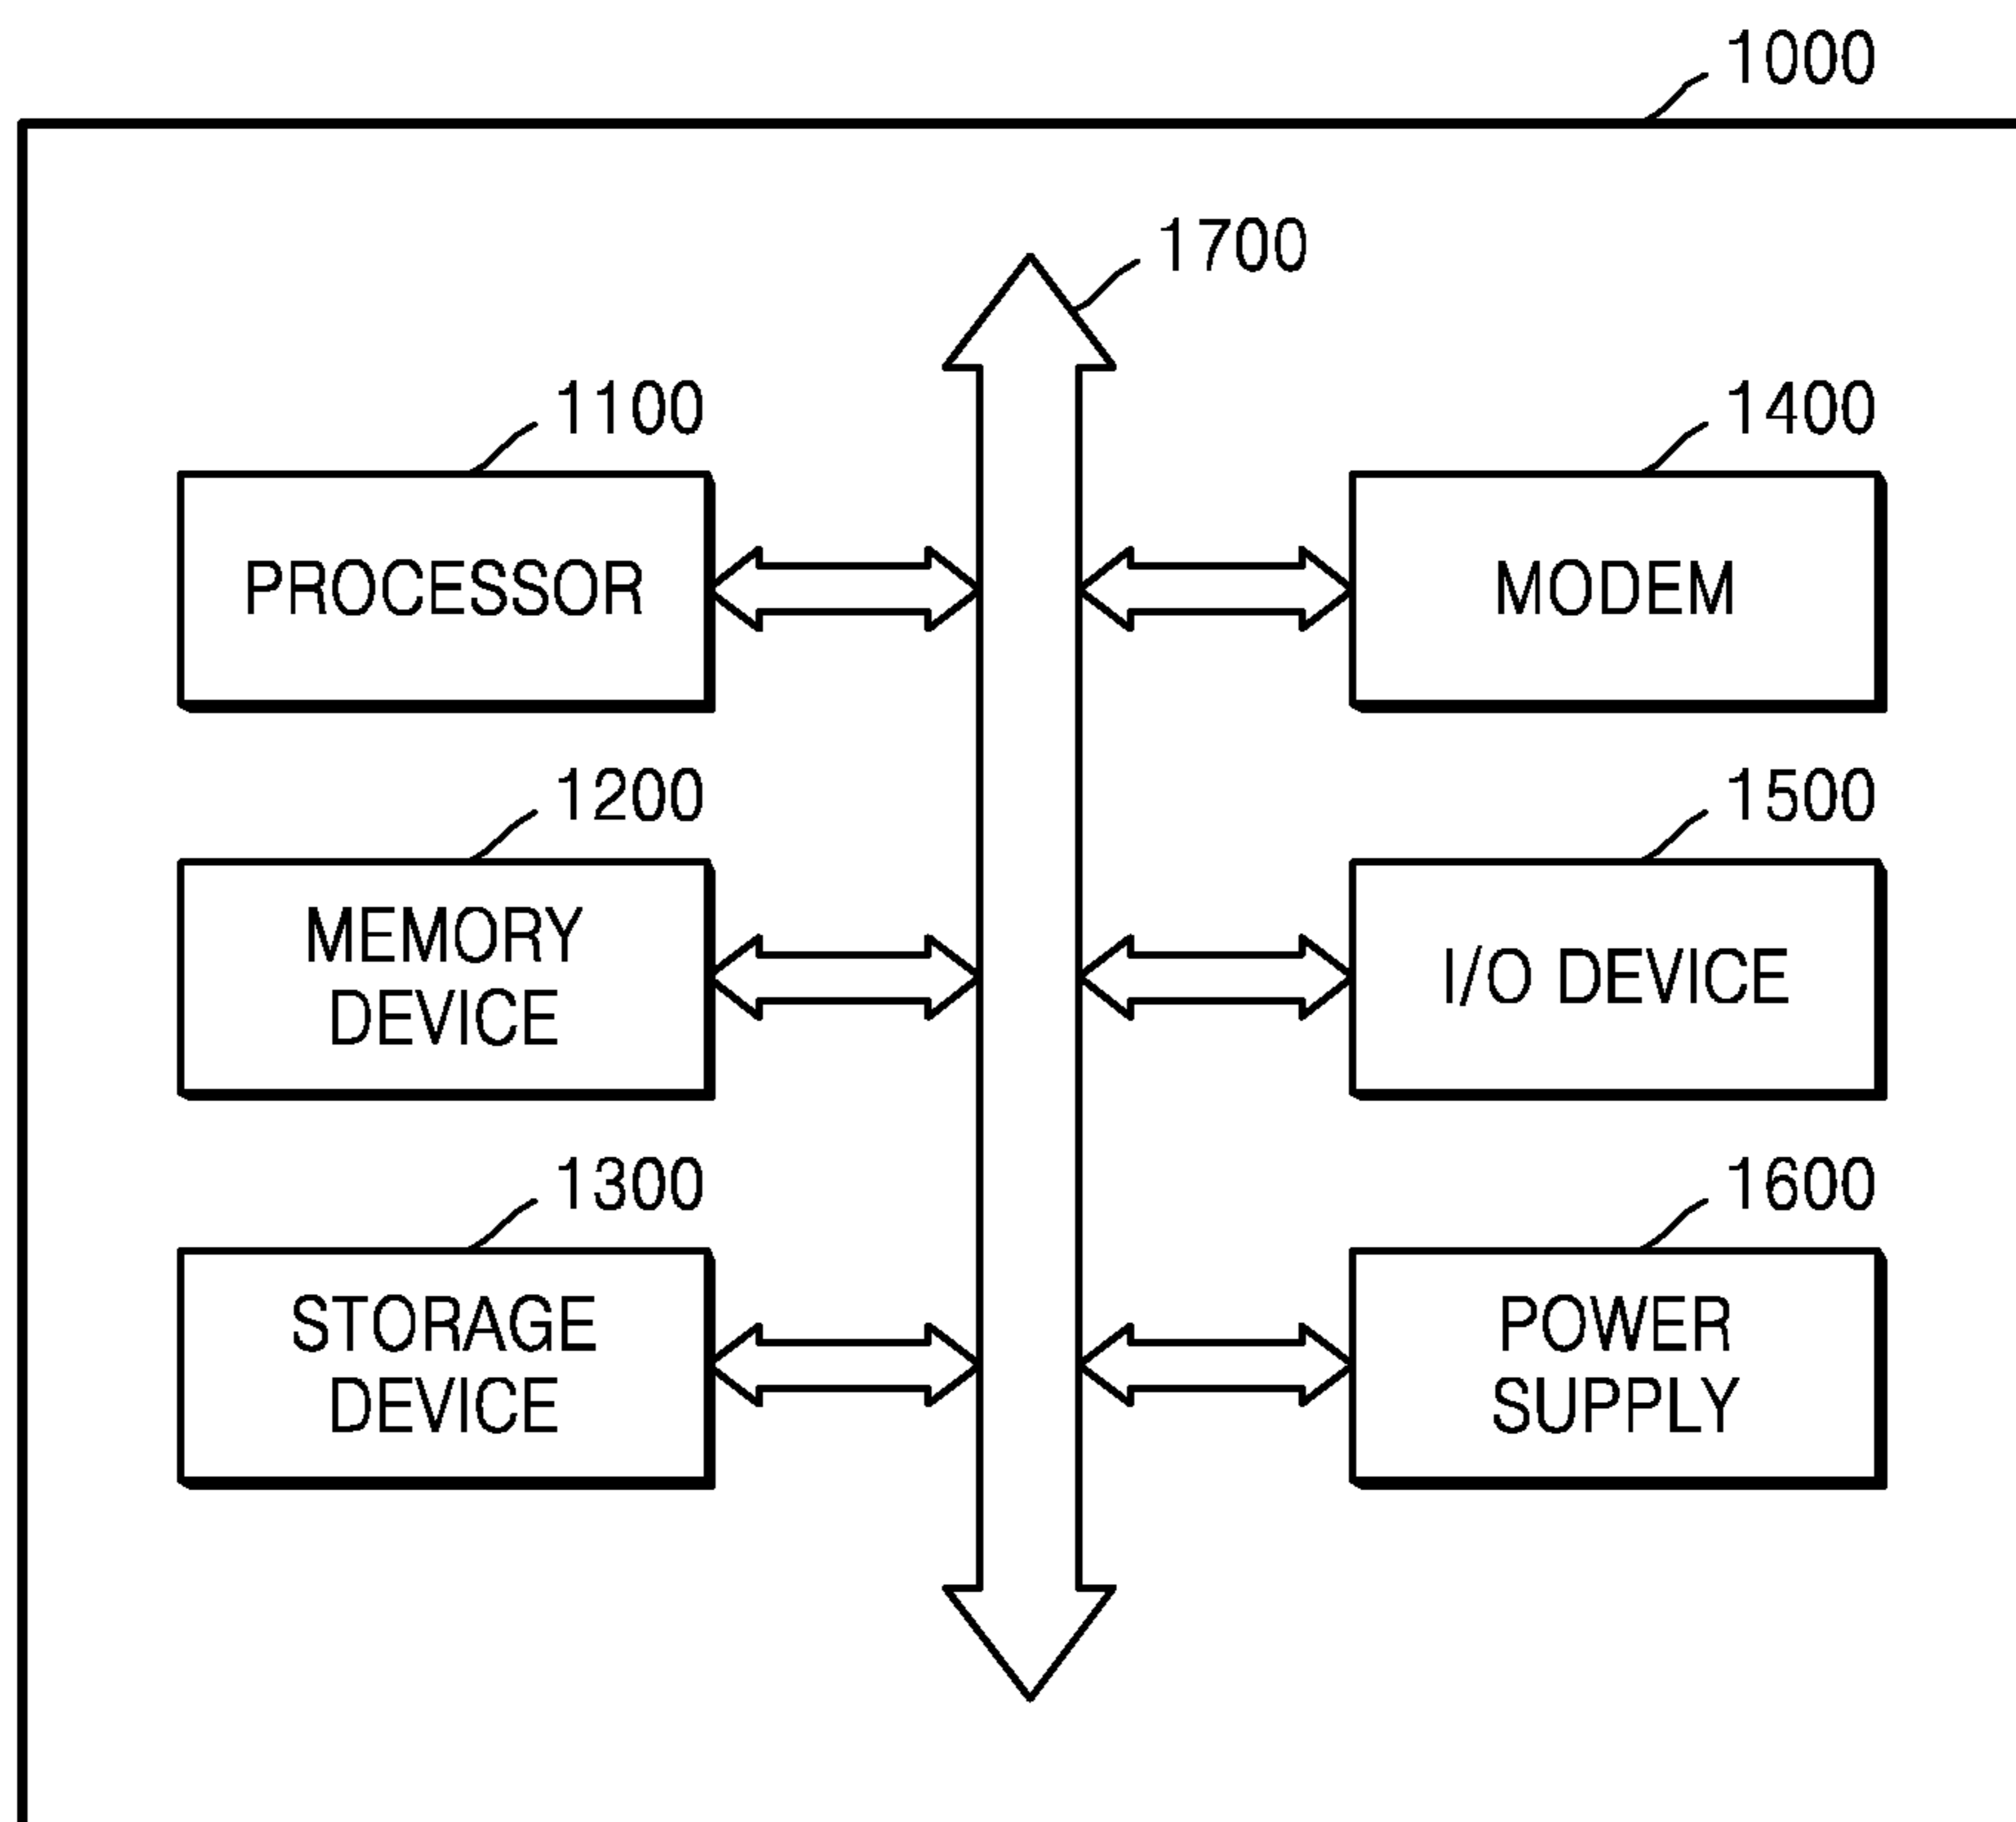 1000
1700
1100
PROCESSOR
1400
MODEM
1200
MEMORY
DEVICE
1500
I/O DEVICE
1300
STORAGE
DEVICE
1600
POWER
SUPPLY